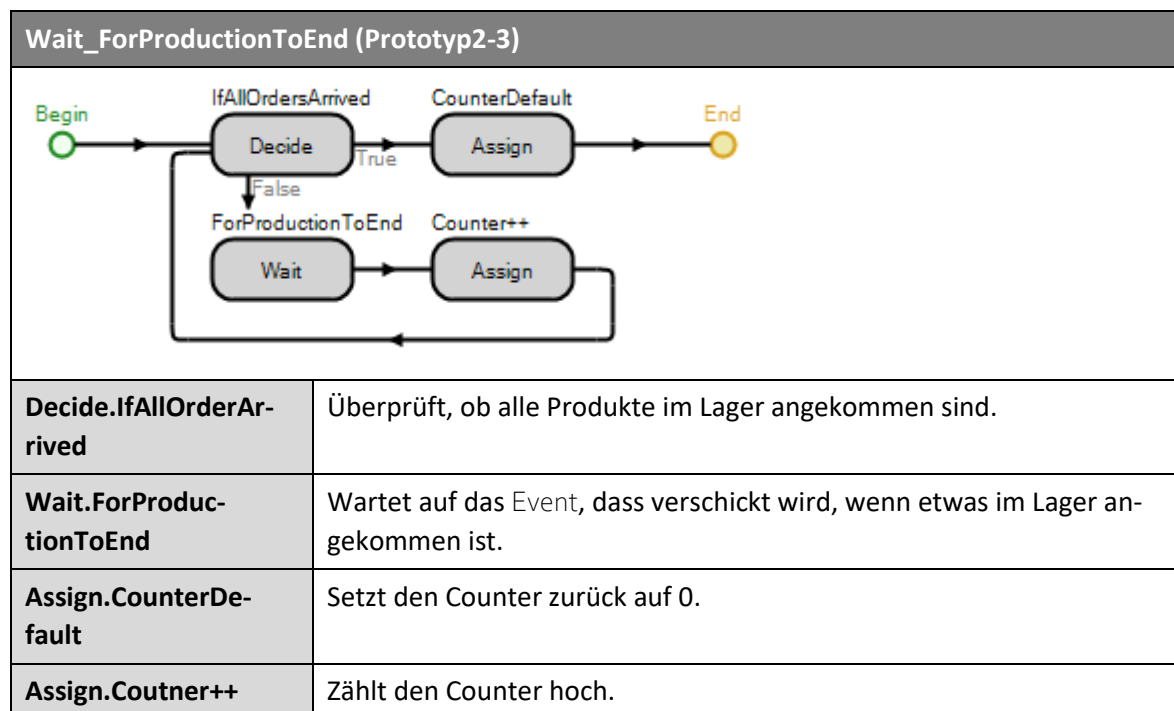 Wait_ForProductionToEnd (Prototyp2-3)
IfAllOrdersArrived CounterDefault
Begin End
Decide Assign
True
False
ForProductionToEnd Counter++
Wait Assign
Decide.IfAllOrderAr-
rived
Überprüft, ob alle Produkte im Lager angekommen sind.
Wait.ForProduc-
tionToEnd
Wartet auf das Event, dass verschickt wird, wenn etwas im Lager an-
gekommen ist.
Assign.CounterDe-
fault
Setzt den Counter zurück auf 0.
Assign.Coutner++
Zählt den Counter hoch.